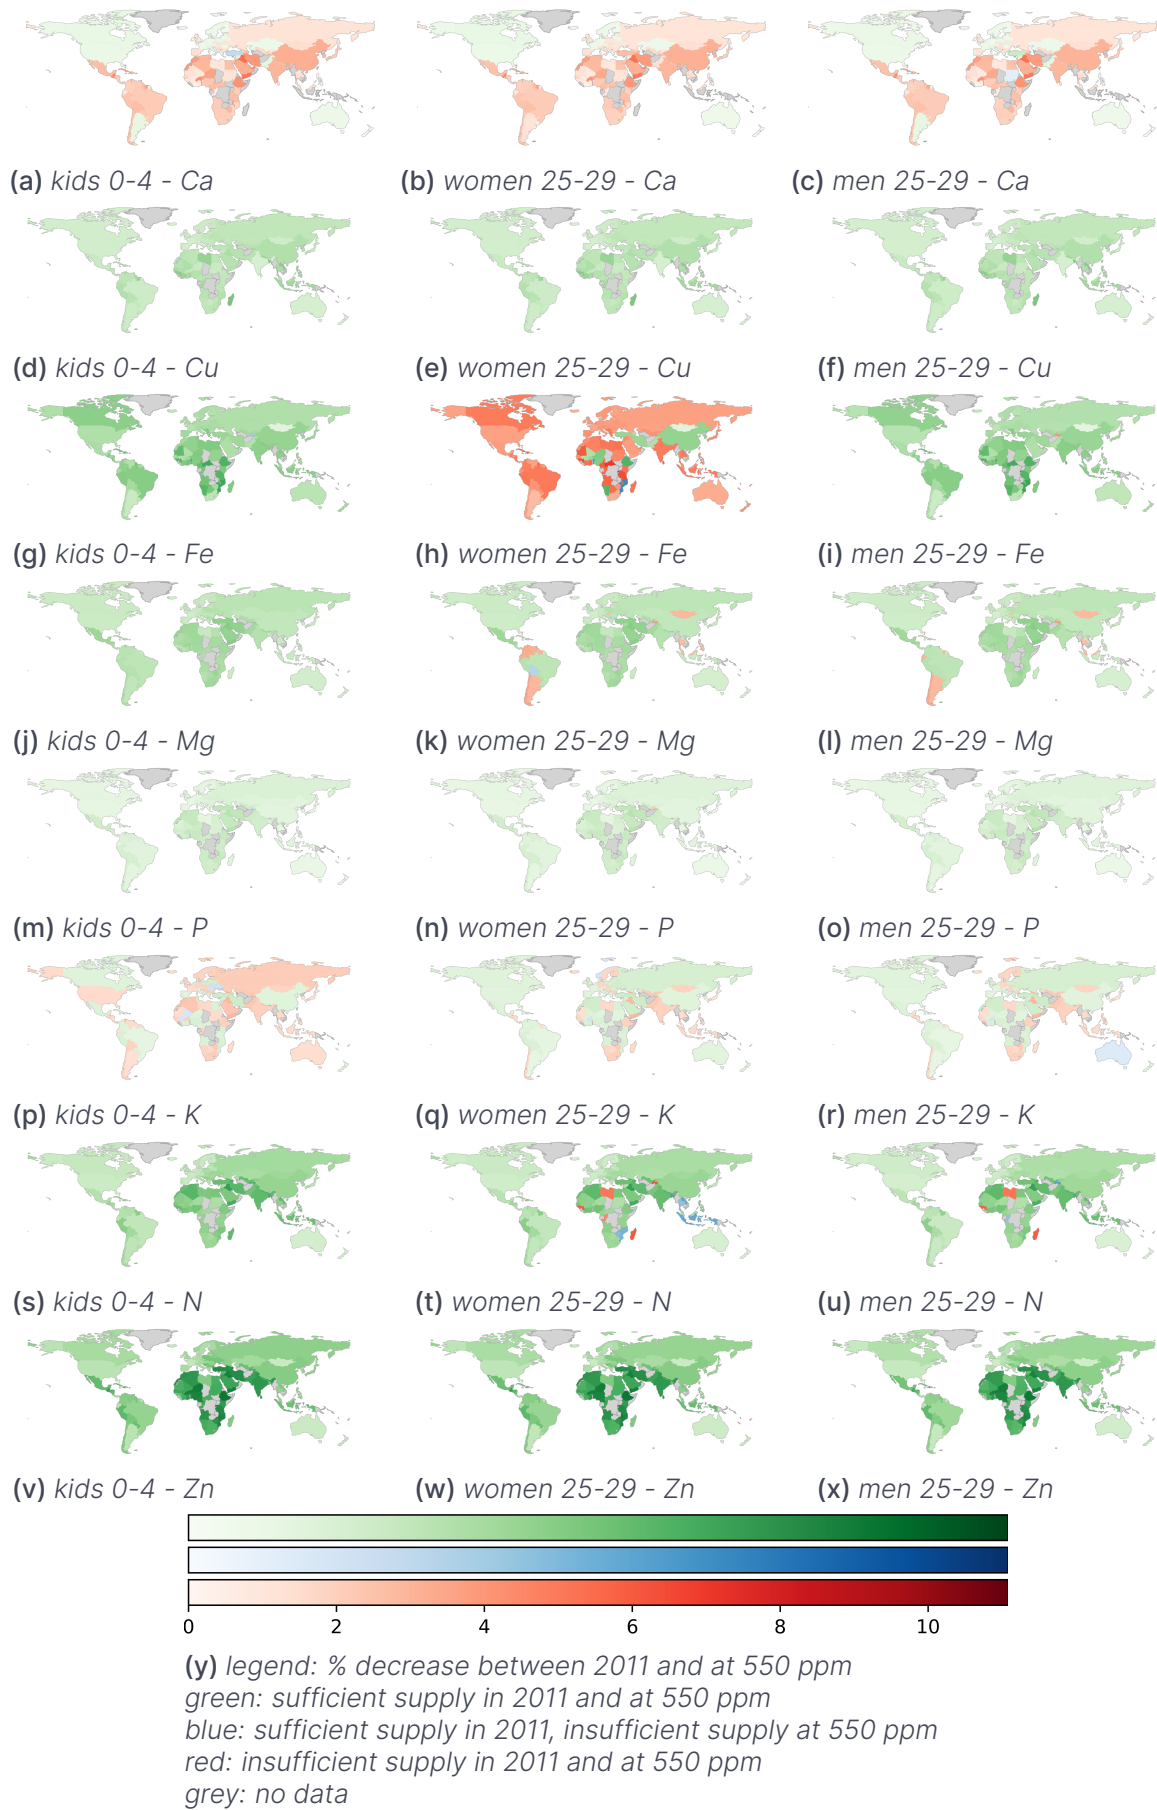 (a) kids 0-4 - Ca
(b) women 25-29 - Ca
(c) men 25-29 - Ca
(d) kids 0-4 - Cu
(e) women 25-29 - Cu
(f) men 25-29 - Cu
(g) kids 0-4 - Fe
(h) women 25-29 - Fe
(i) men 25-29 - Fe
(j) kids 0-4 - Mg
(k) women 25-29 - Mg
(l) men 25-29 - Mg
(m) kids 0-4 - P
(n) women 25-29 - P
(o) men 25-29 - P
(p) kids 0-4 - K
(q) women 25-29 - K
(r) men 25-29 - K
(s) kids 0-4 - N
(t) women 25-29 - N
(u) men 25-29 - N
(v) kids 0-4 - Zn
(w) women 25-29 - Zn
(x) men 25-29 - Zn
0 2 4 6 8 10
(y) legend: % decrease between 2011 and at 550 ppm
green: sufficient supply in 2011 and at 550 ppm
blue: sufficient supply in 2011, insufficient supply at 550 ppm
red: insufficient supply in 2011 and at 550 ppm
grey: no data